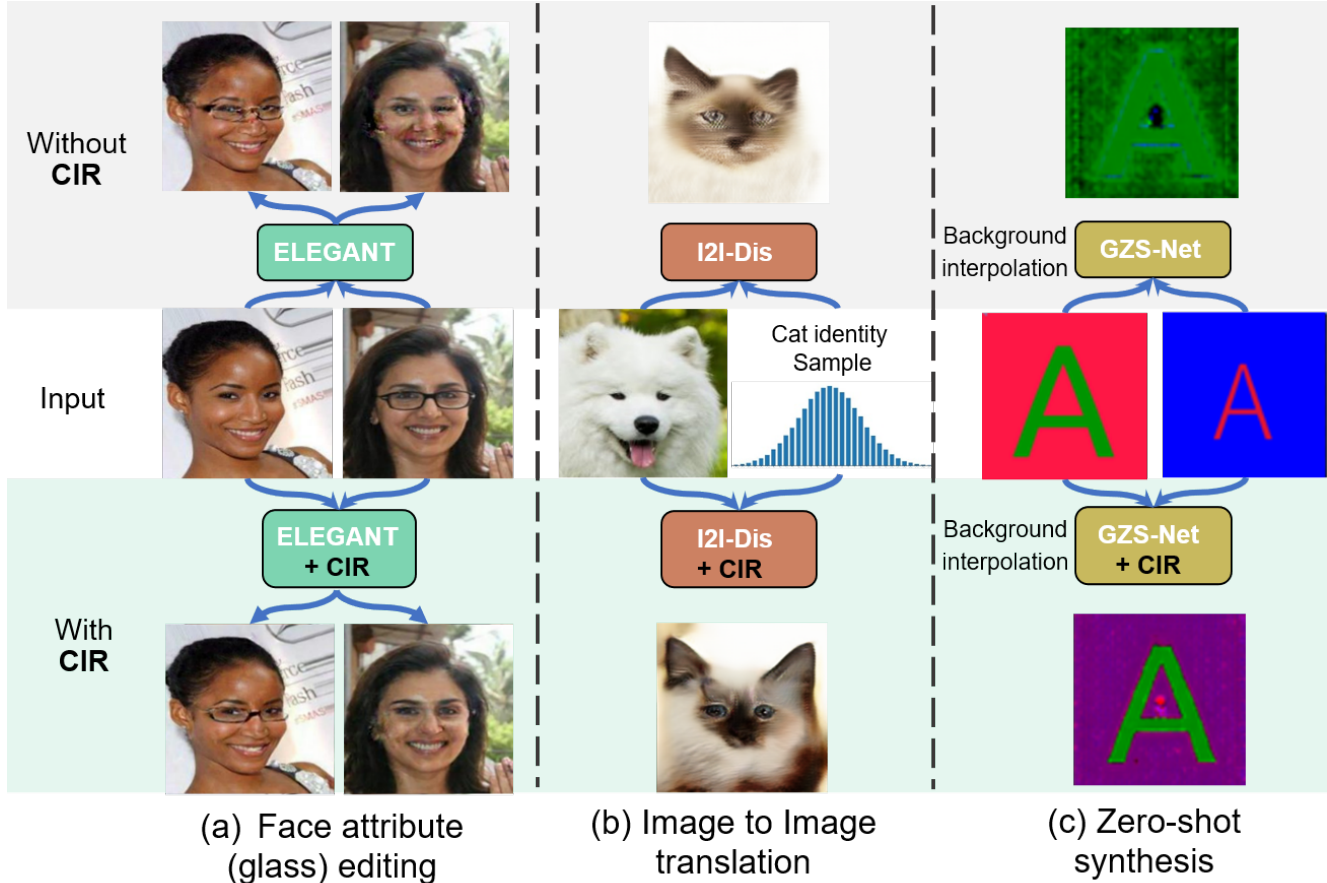 Without
CIR
ELEGANT
I2I-Dis
Background
interpolation
GZS-Net
Input
Cat identity
Sample
ELEGANT
+ CIR
I2I-Dis
+ CIR
Background
interpolation
GZS-Net
+ CIR
With
CIR
(a) Face attribute
(glass) editing
(b) Image to Image
translation
(c) Zero-shot
synthesis